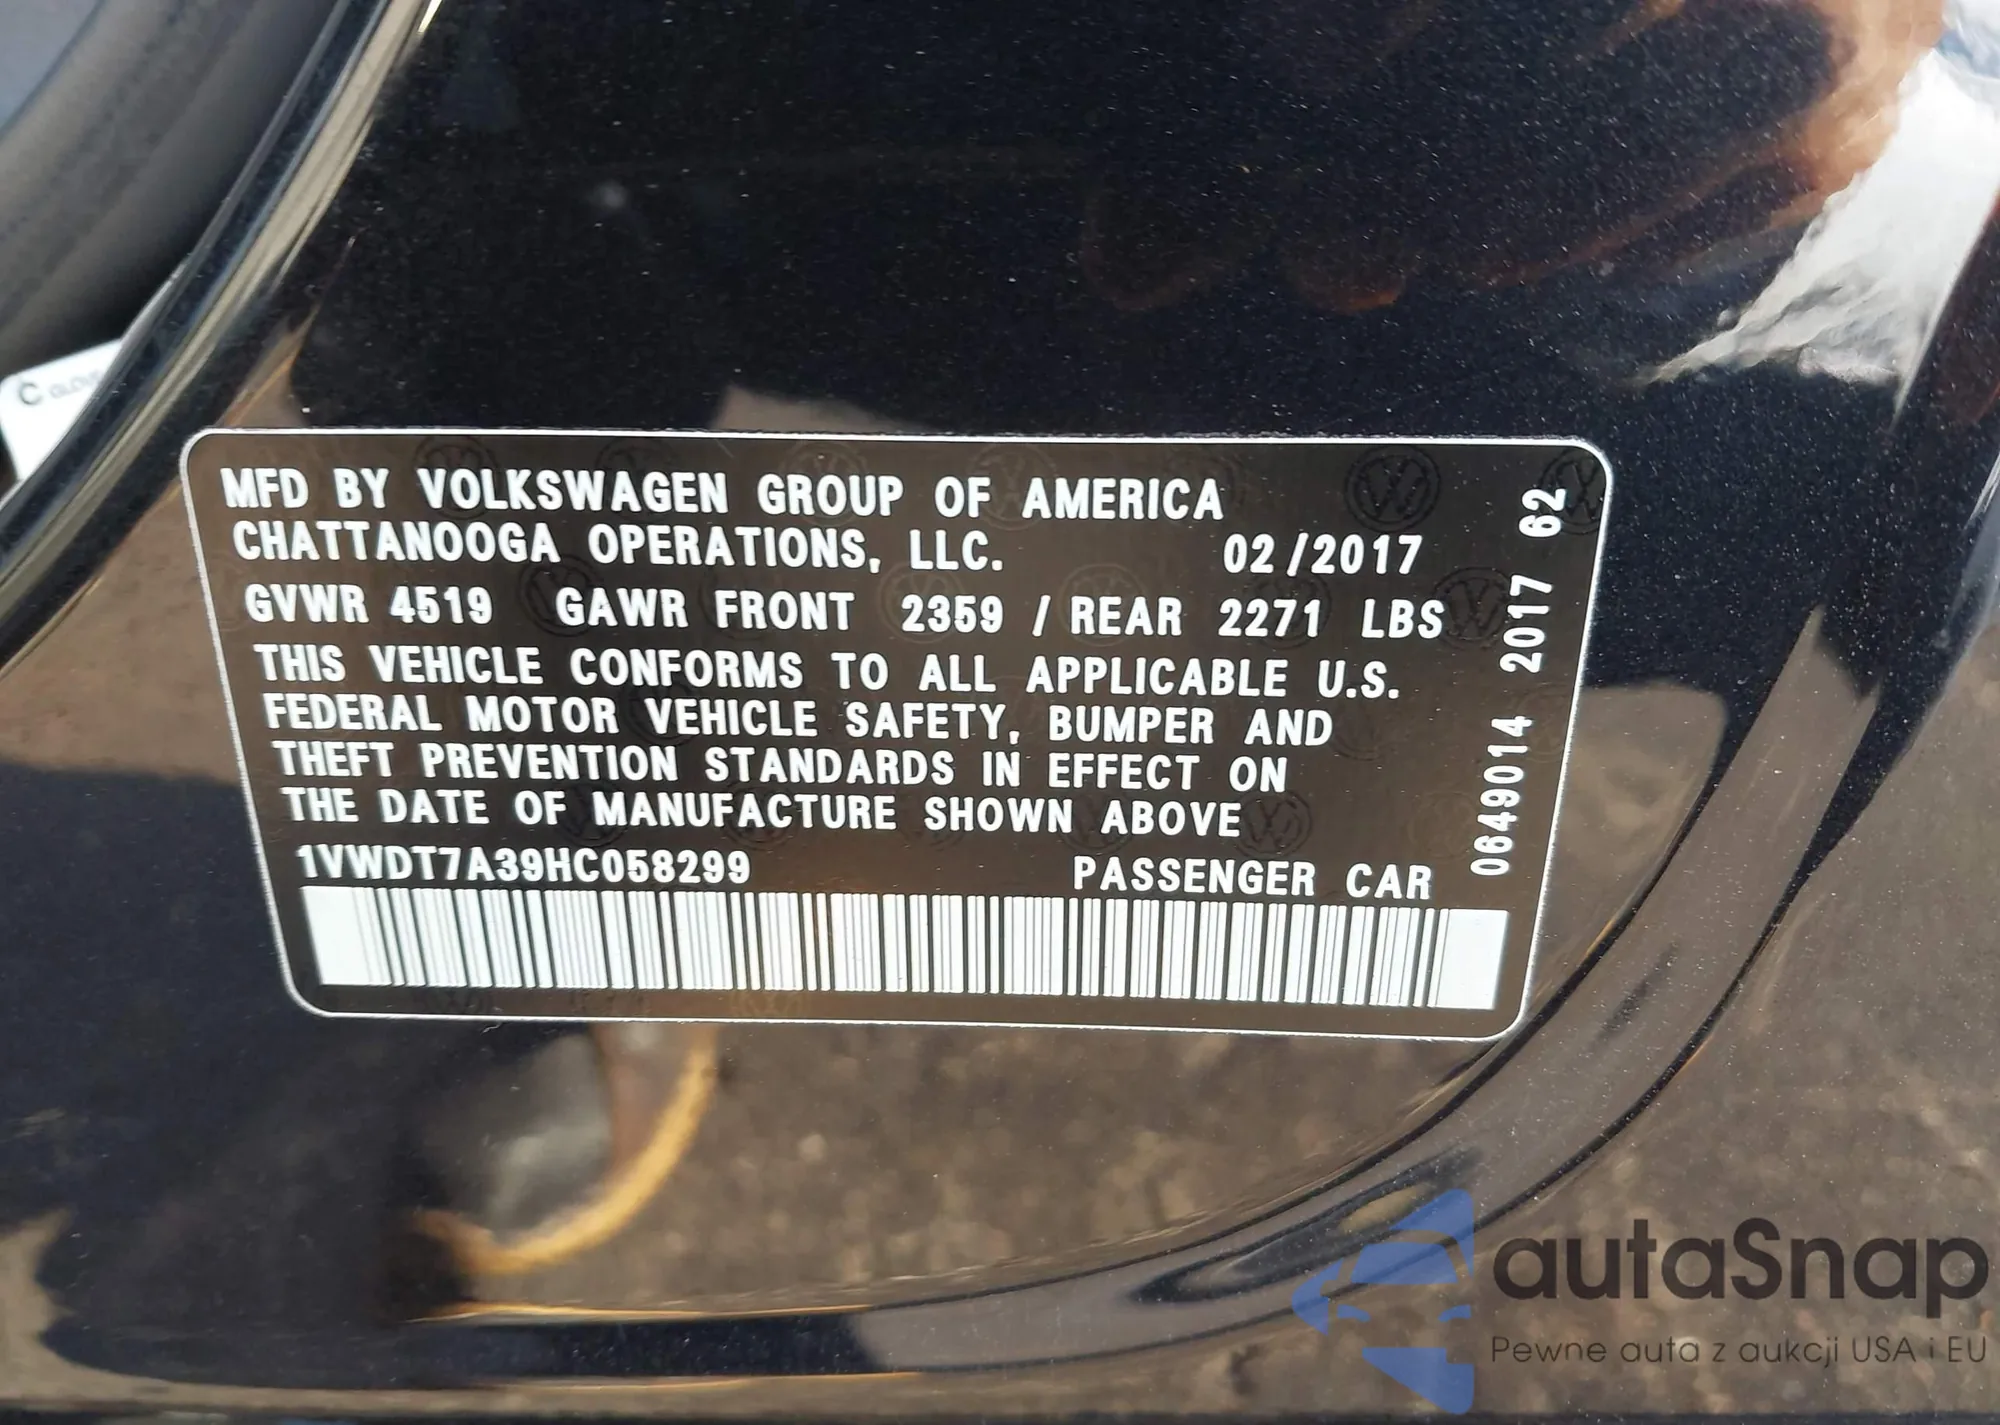 MFD BY VOLKSWAGEN GROUP OF AMERICA
CHATTANOOGA OPERATIONS, LLC. 02/2017
GVWR 4519 GAWR FRONT 2359 / REAR 2271 LBS
THIS VEHICLE CONFORMS TO ALL APPLICABLE U.S.
FEDERAL MOTOR VEHICLE SAFETY, BUMPER AND
THEFT PREVENTION STANDARDS IN EFFECT ON
THE DATE OF MANUFACTURE SHOWN ABOVE
1VWDT7A39HC058299 PASSENGER CAR
0649014 2017 62
autaSnap
Pewne auta z aukcji USA i EU